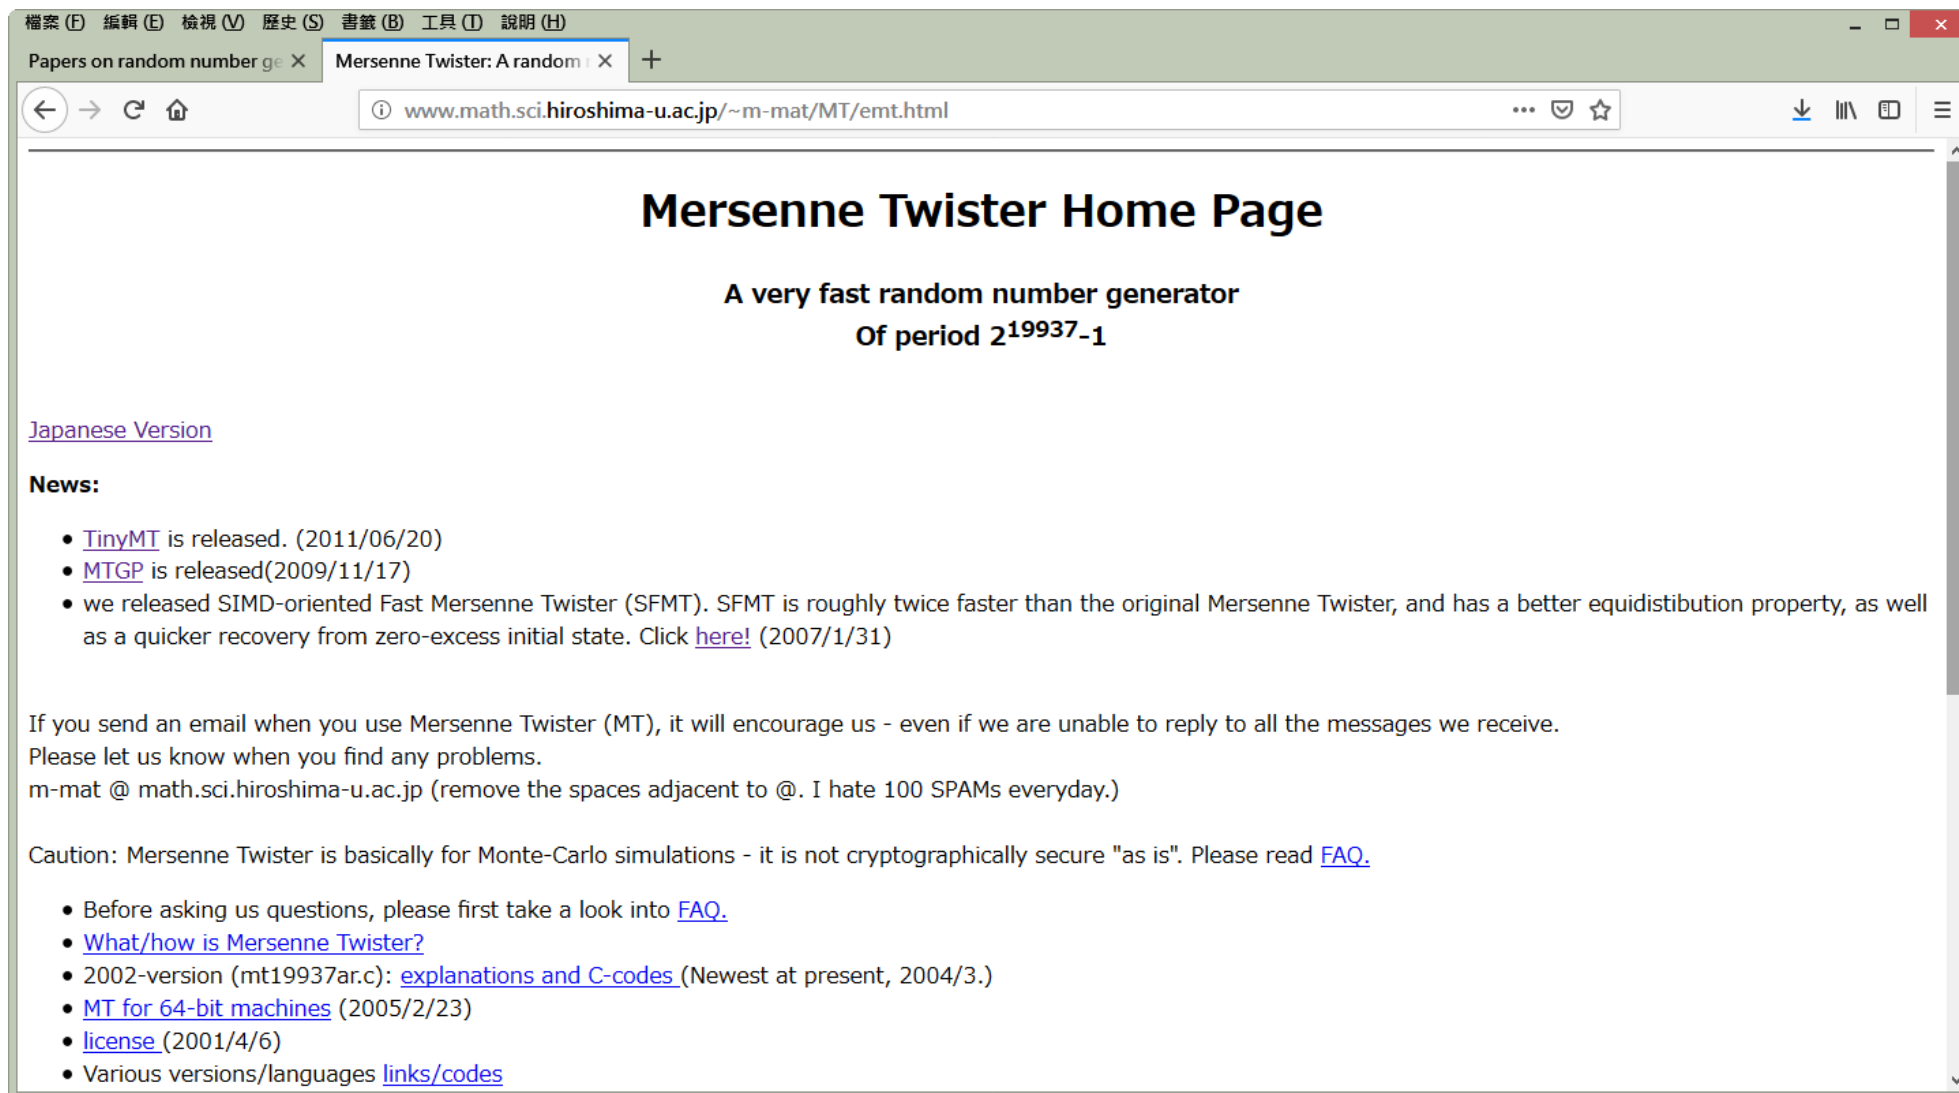 檔案 (F) 編輯 (E) 檢視 (V) 歷史 (S) 書籤 (B) 工具 (T) 說明 (H)
Papers on random number ge
Mersenne Twister: A random
www.math.sci.hiroshima-u.ac.jp/~m-mat/MT/emt.html
Mersenne Twister Home Page
A very fast random number generator
Of period 2^19937-1
Japanese Version
News:
• TinyMT is released. (2011/06/20)
• MTGP is released(2009/11/17)
• we released SIMD-oriented Fast Mersenne Twister (SFMT). SFMT is roughly twice faster than the original Mersenne Twister, and has a better equidistibution property, as well
as a quicker recovery from zero-excess initial state. Click here! (2007/1/31)
If you send an email when you use Mersenne Twister (MT), it will encourage us - even if we are unable to reply to all the messages we receive.
Please let us know when you find any problems.
m-mat @ math.sci.hiroshima-u.ac.jp (remove the spaces adjacent to @. I hate 100 SPAMs everyday.)
Caution: Mersenne Twister is basically for Monte-Carlo simulations - it is not cryptographically secure "as is". Please read FAQ.
• Before asking us questions, please first take a look into FAQ.
• What/how is Mersenne Twister?
• 2002-version (mt19937ar.c): explanations and C-codes (Newest at present, 2004/3.)
• MT for 64-bit machines (2005/2/23)
• license (2001/4/6)
• Various versions/languages links/codes